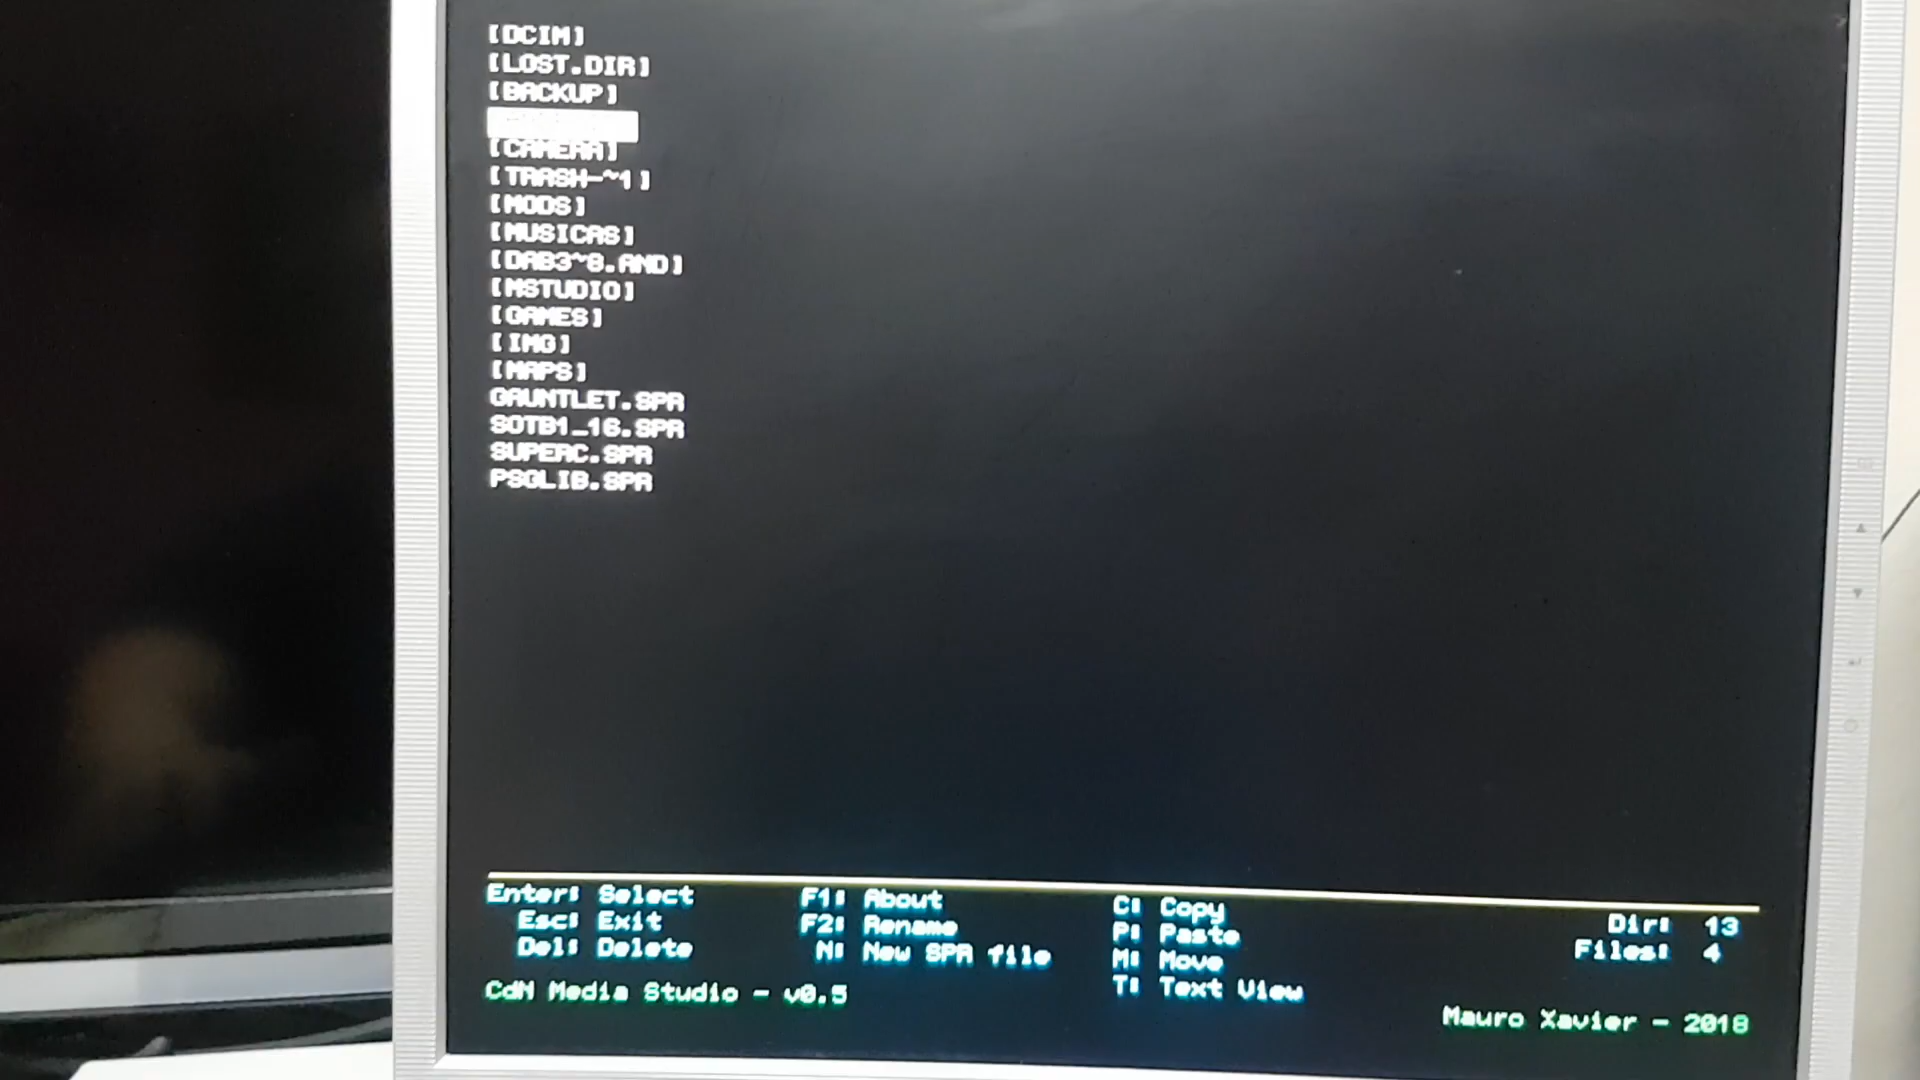 [DCIM]
[LOST.DIR]
[BACKUP]
[CAMERA]
[TRASH-~1]
[MODS]
[MUSICAS]
[DAB3~8.AND]
[MSTUDIO]
[GAMES]
[IMG]
[MAPS]
GAUNTLET.SPR
SOTB1_16.SPR
SUPERC.SPR
PSGLIB.SPR
Enter: Select F1: About C: Copy Dir: 13
Esc: Exit F2: Rename P: Paste Files: 4
Del: Delete N: New SPR file M: Move
T: Text View
CdN Media Studio - v0.5
Mauro Xavier - 2018